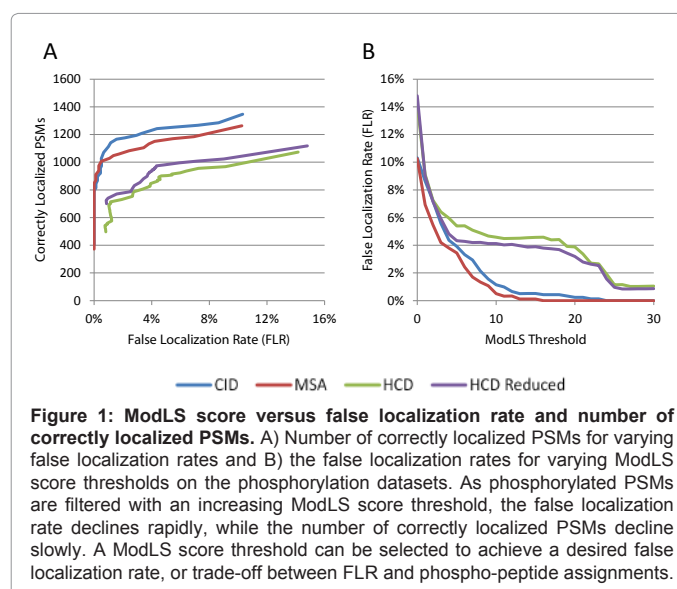 A
B
1600
1400
1200
1000
800
600
400
200
0
Correctly Localized PSMs
0%
4%
8%
12%
16%
False Localization Rate (FLR)
16%
14%
12%
10%
8%
6%
4%
2%
0%
False Localization Rate (FLR)
0
10
20
30
ModLS Threshold
CID
MSA
HCD
HCD Reduced
Figure 1: ModLS score versus false localization rate and number of
correctly localized PSMs. A) Number of correctly localized PSMs for varying
false localization rates and B) the false localization rates for varying ModLS
score thresholds on the phosphorylation datasets. As phosphorylated PSMs
are filtered with an increasing ModLS score threshold, the false localization
rate declines rapidly, while the number of correctly localized PSMs decline
slowly. A ModLS score threshold can be selected to achieve a desired false
localization rate, or trade-off between FLR and phospho-peptide assignments.